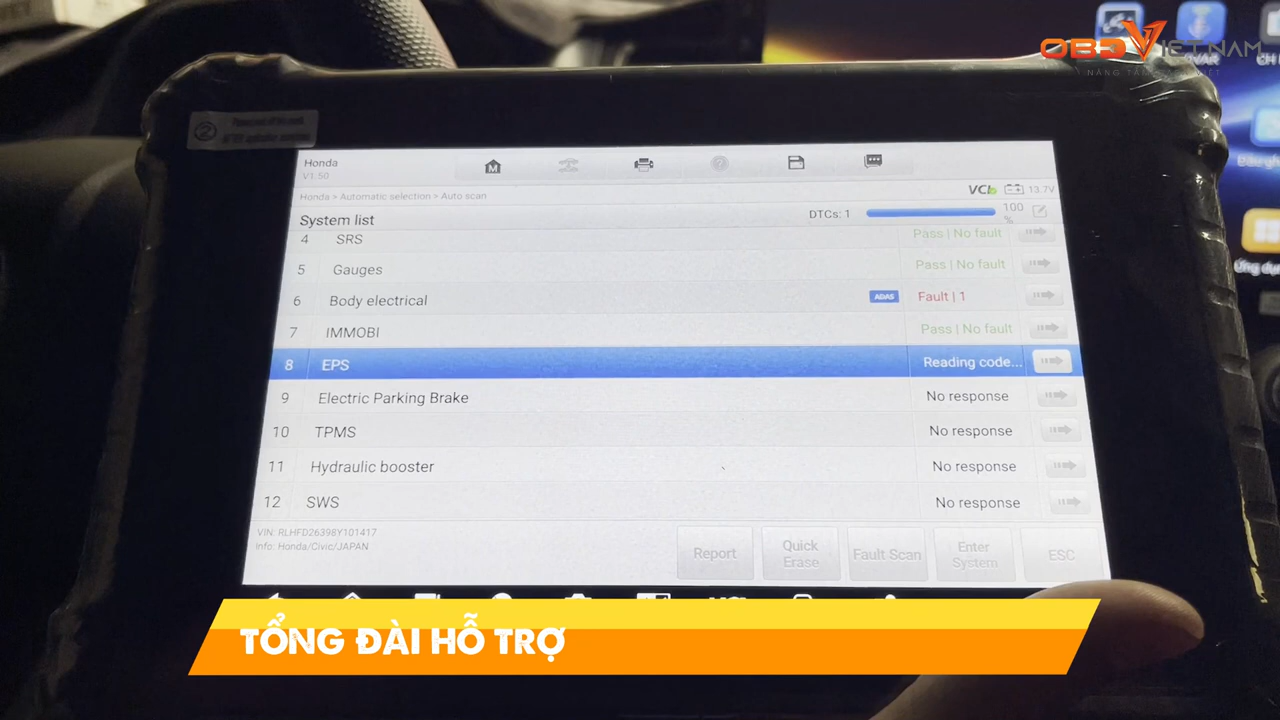 OBD VIETNAM
Honda
V1.50
Honda > Automatic selection > Auto scan
VCI 13.7V
System list DTCs: 1 100 %
4 SRS Pass | No fault
5 Gauges Pass | No fault
6 Body electrical ADAS Fault | 1
7 IMMOBI Pass | No fault
8 EPS Reading code...
9 Electric Parking Brake No response
10 TPMS No response
11 Hydraulic booster No response
12 SWS No response
VIN: RLHFD26398Y101417
Info: Honda/Civic/JAPAN
Report Quick Erase Fault Scan Enter System ESC
TỔNG ĐÀI HỖ TRỢ